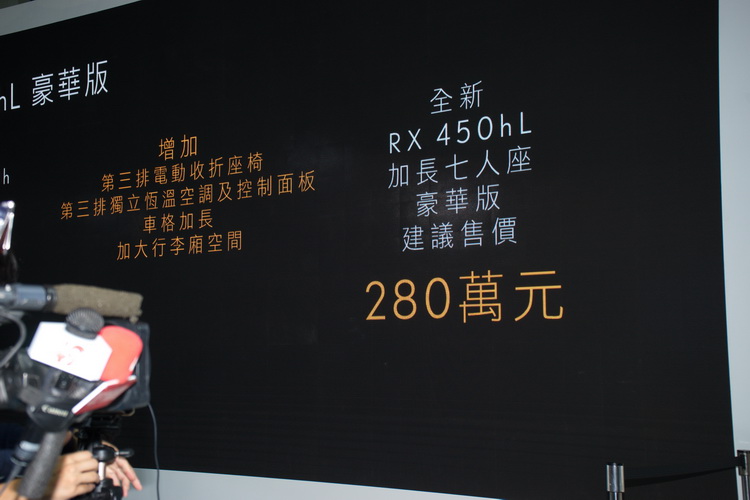 hL 豪華版
h
增加
第三排電動收折座椅
第三排獨立恆溫空調及控制面板
車格加長
加大行李廂空間
全新
RX 450hL
加長七人座
豪華版
建議售價
280萬元
Canon